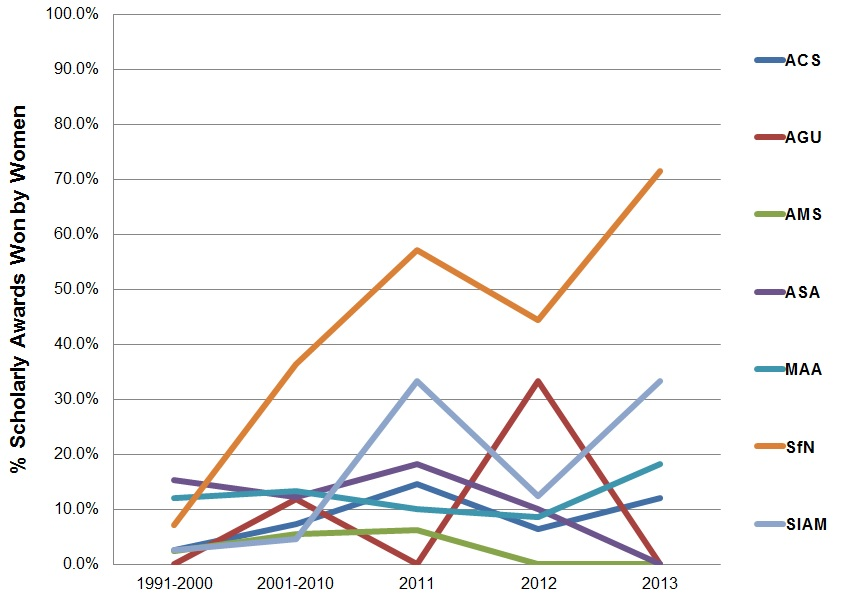 % Scholarly Awards Won by Women
100.0%
90.0%
80.0%
70.0%
60.0%
50.0%
40.0%
30.0%
20.0%
10.0%
0.0%
1991-2000 2001-2010 2011 2012 2013
ACS
AGU
AMS
ASA
MAA
SfN
SIAM